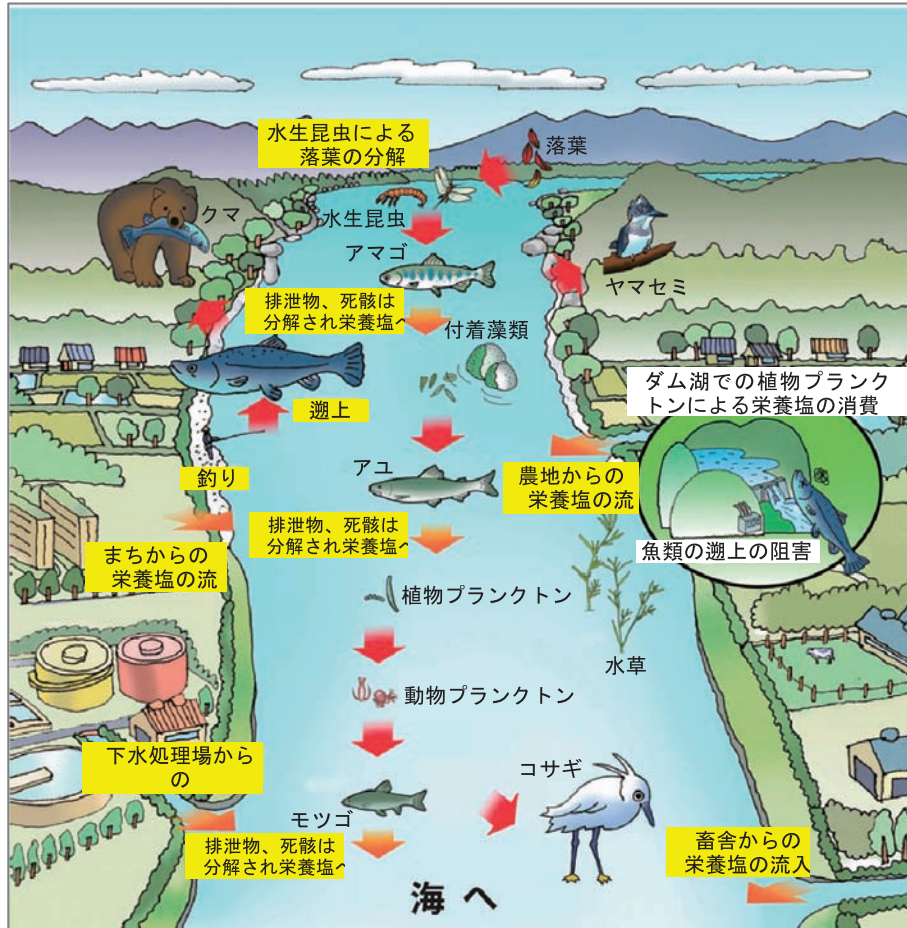 水生昆虫による
落葉の分解
落葉
クマ
水生昆虫
アマゴ
ヤマセミ
排泄物、死骸は
分解され栄養塩へ
付着藻類
ダム湖での植物プランク
トンによる栄養塩の消費
遡上
アユ
釣り
農地からの
栄養塩の流
排泄物、死骸は
分解され栄養塩へ
魚類の遡上の阻害
まちからの
栄養塩の流
植物プランクトン
水草
動物プランクトン
下水処理場から
の
コサギ
モツゴ
排泄物、死骸は
分解され栄養塩へ
畜舎からの
栄養塩の流入
海へ